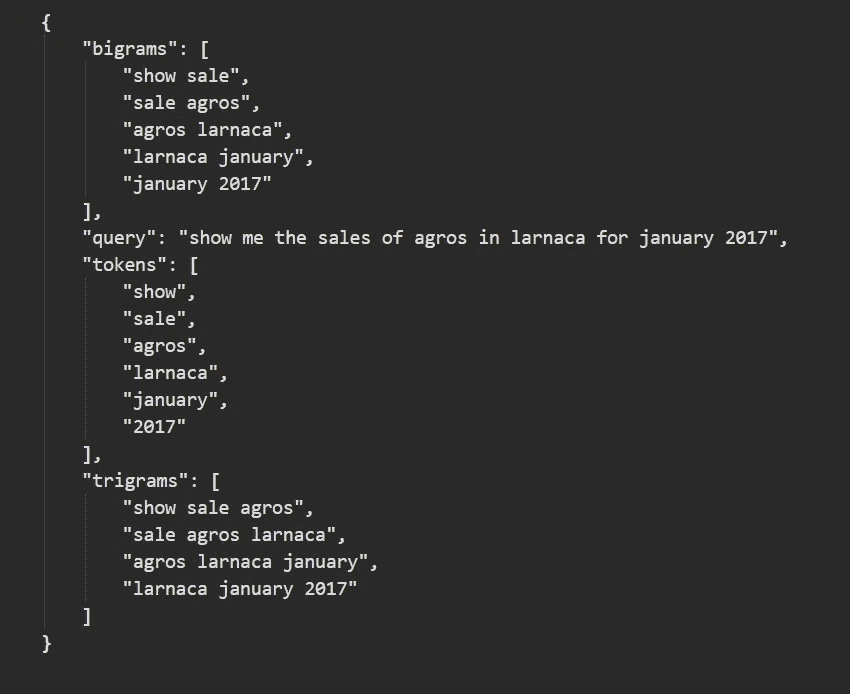 {
    "bigrams": [
        "show sale",
        "sale agros",
        "agros larnaca",
        "larnaca january",
        "january 2017"
    ],
    "query": "show me the sales of agros in larnaca for january 2017",
    "tokens": [
        "show",
        "sale",
        "agros",
        "larnaca",
        "january",
        "2017"
    ],
    "trigrams": [
        "show sale agros",
        "sale agros larnaca",
        "agros larnaca january",
        "larnaca january 2017"
    ]
}